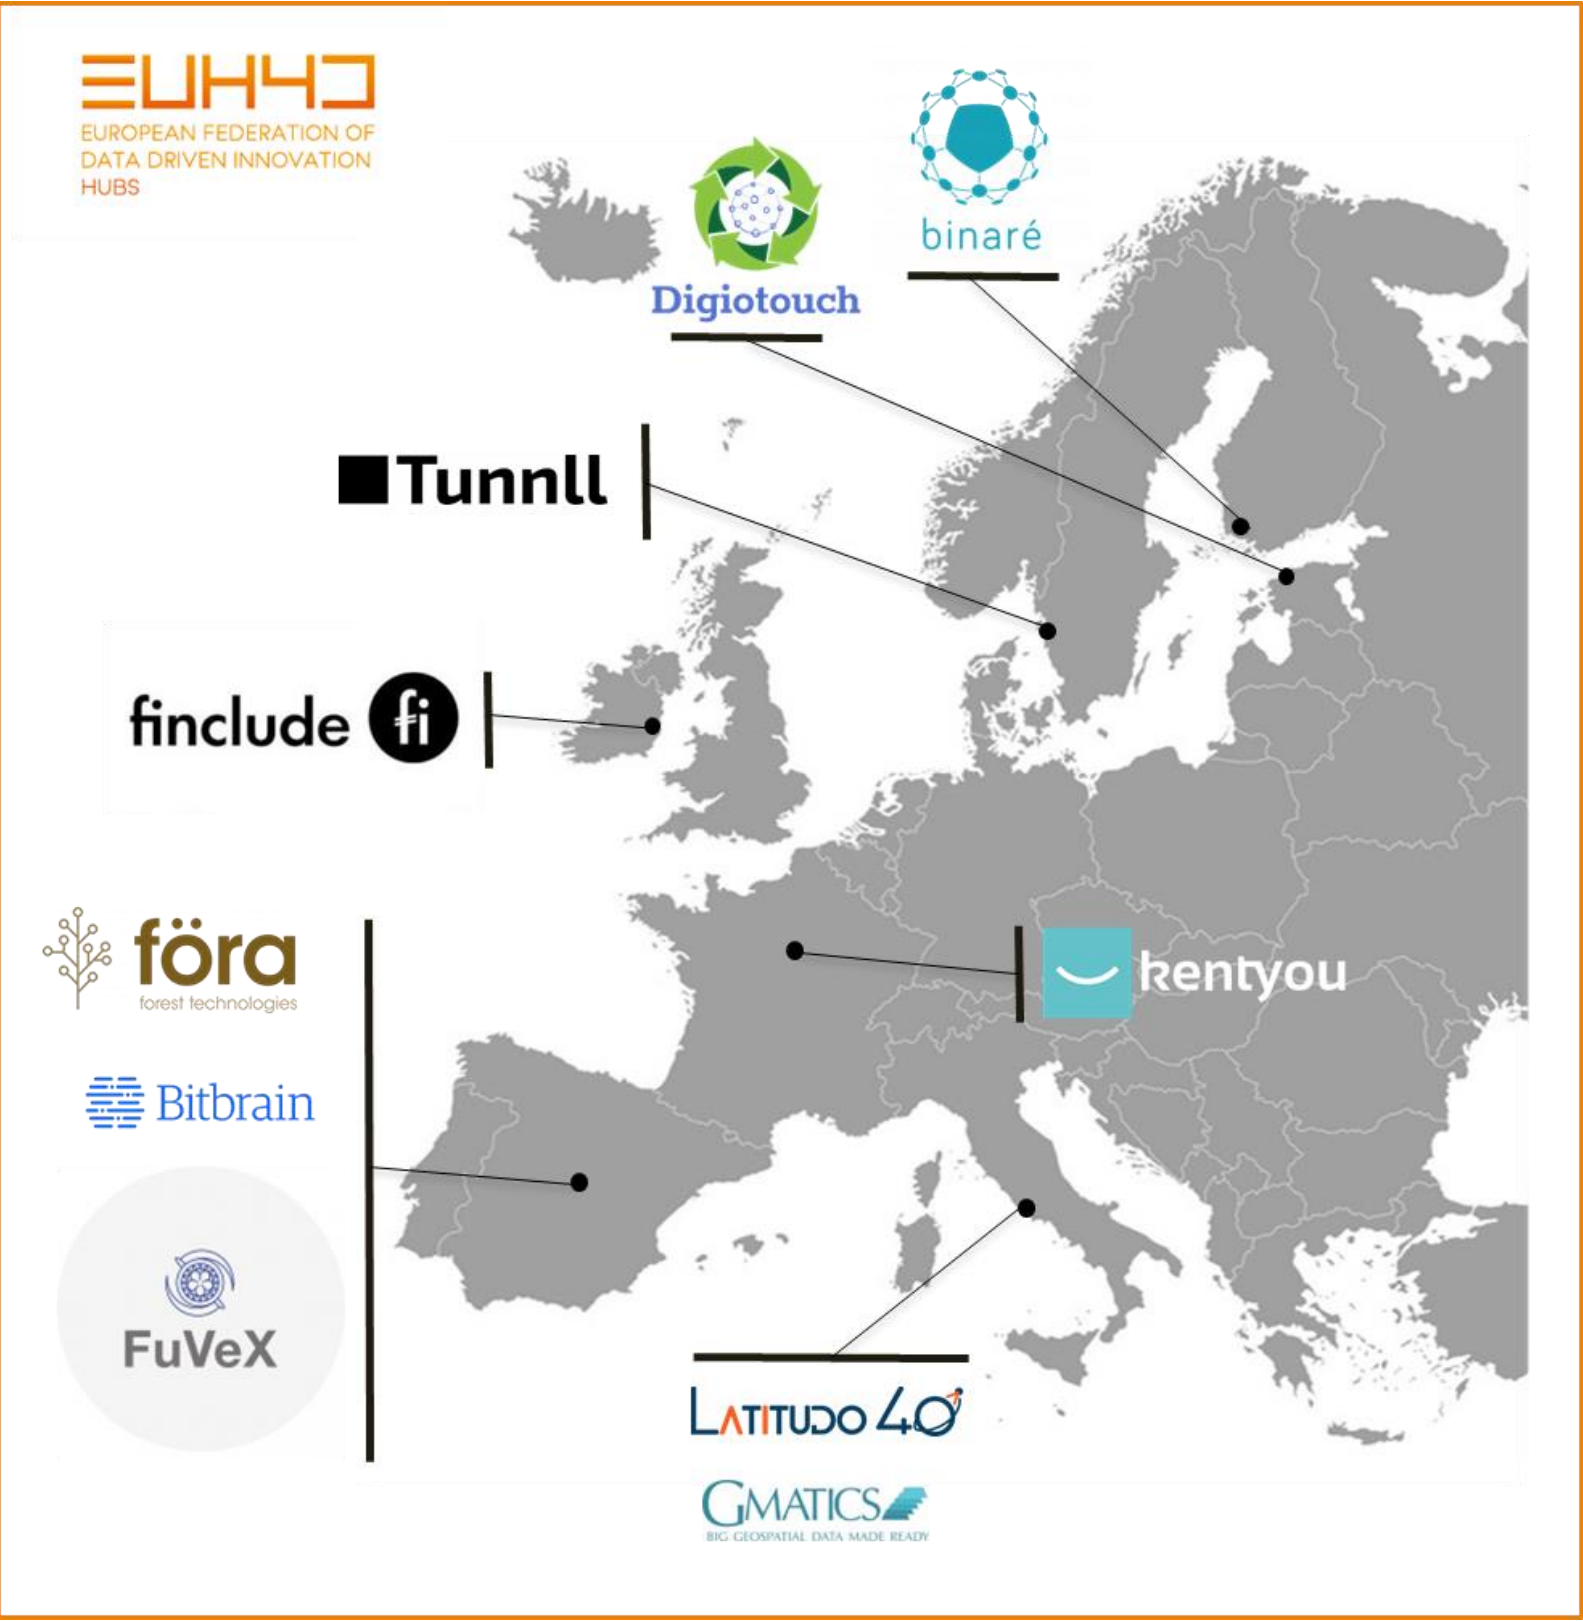 EUH4D
EUROPEAN FEDERATION OF
DATA DRIVEN INNOVATION
HUBS
binaré
Digiotouch
Tunnll
finclude fi
föra
forest technologies
kentyou
Bitbrain
FuVeX
LATITUDO 40
GMATICS
BIG GEOSPATIAL DATA MADE READY